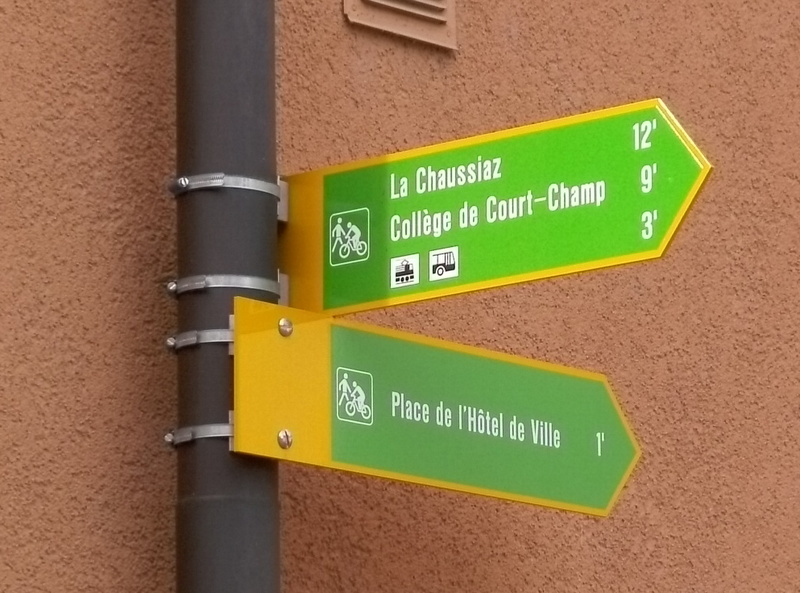 La Chaussiaz 12'
Collège de Court-Champ 9'
3'
Place de l'Hôtel de Ville 1'